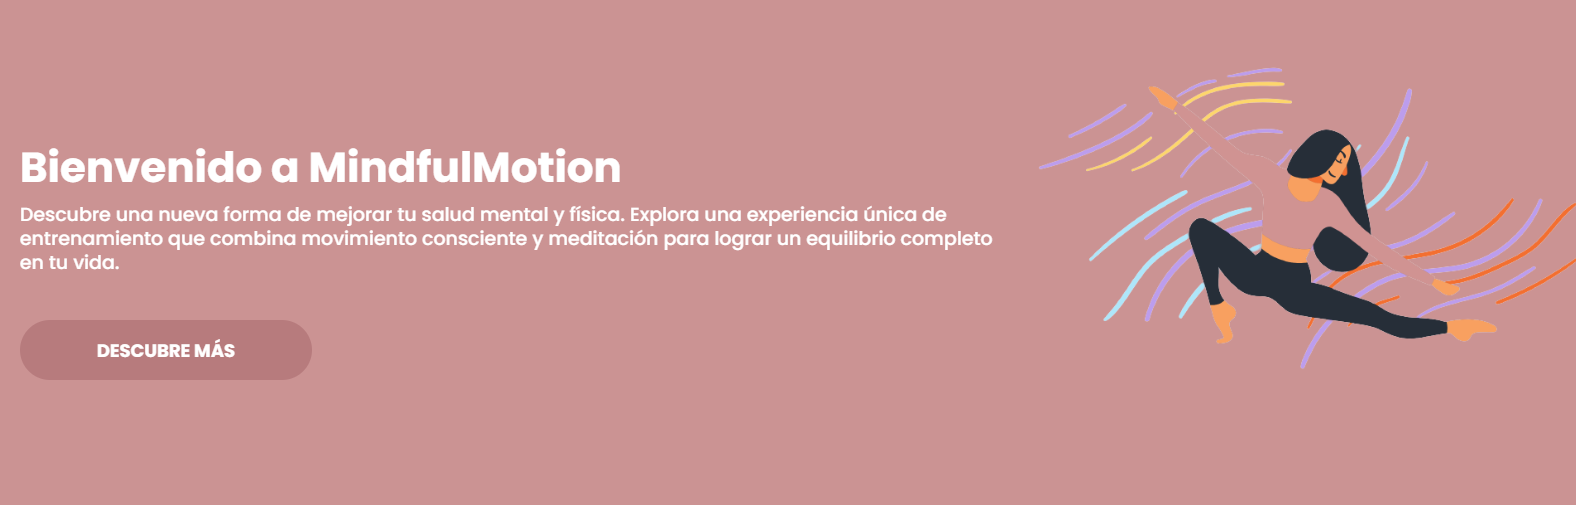 Bienvenido a MindfulMotion
Descubre una nueva forma de mejorar tu salud mental y física. Explora una experiencia única de
entrenamiento que combina movimiento consciente y meditación para lograr un equilibrio completo
en tu vida.
DESCUBRE MÁS